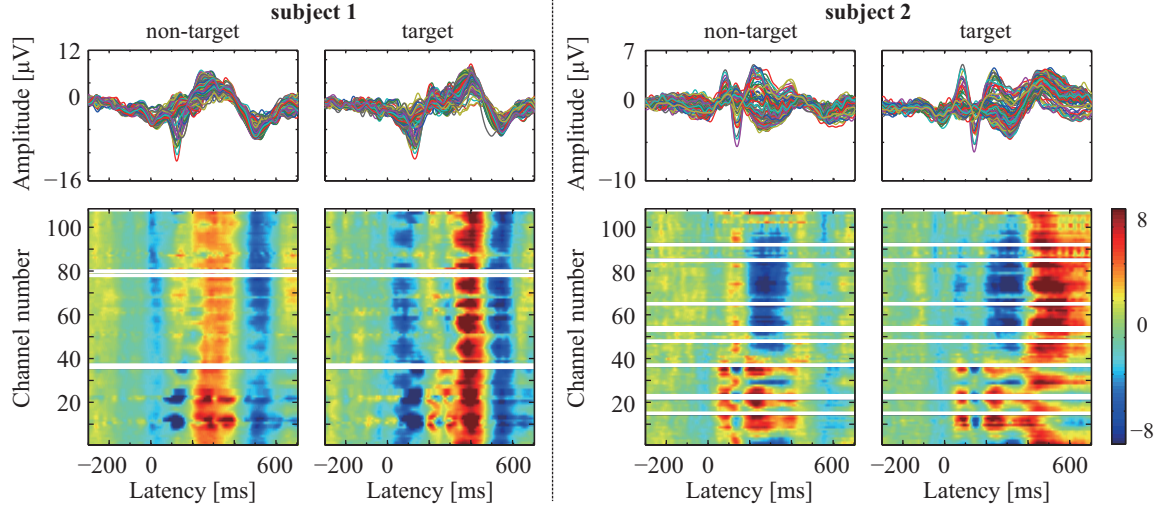 subject 1
subject 2
non-target
target
non-target
target
Amplitude [µV]
12
0
−16
Amplitude [µV]
7
0
−10
Channel number
100
80
60
40
20
Channel number
100
80
60
40
20
8
0
−8
−200 0 600
−200 0 600
−200 0 600
−200 0 600
Latency [ms]
Latency [ms]
Latency [ms]
Latency [ms]